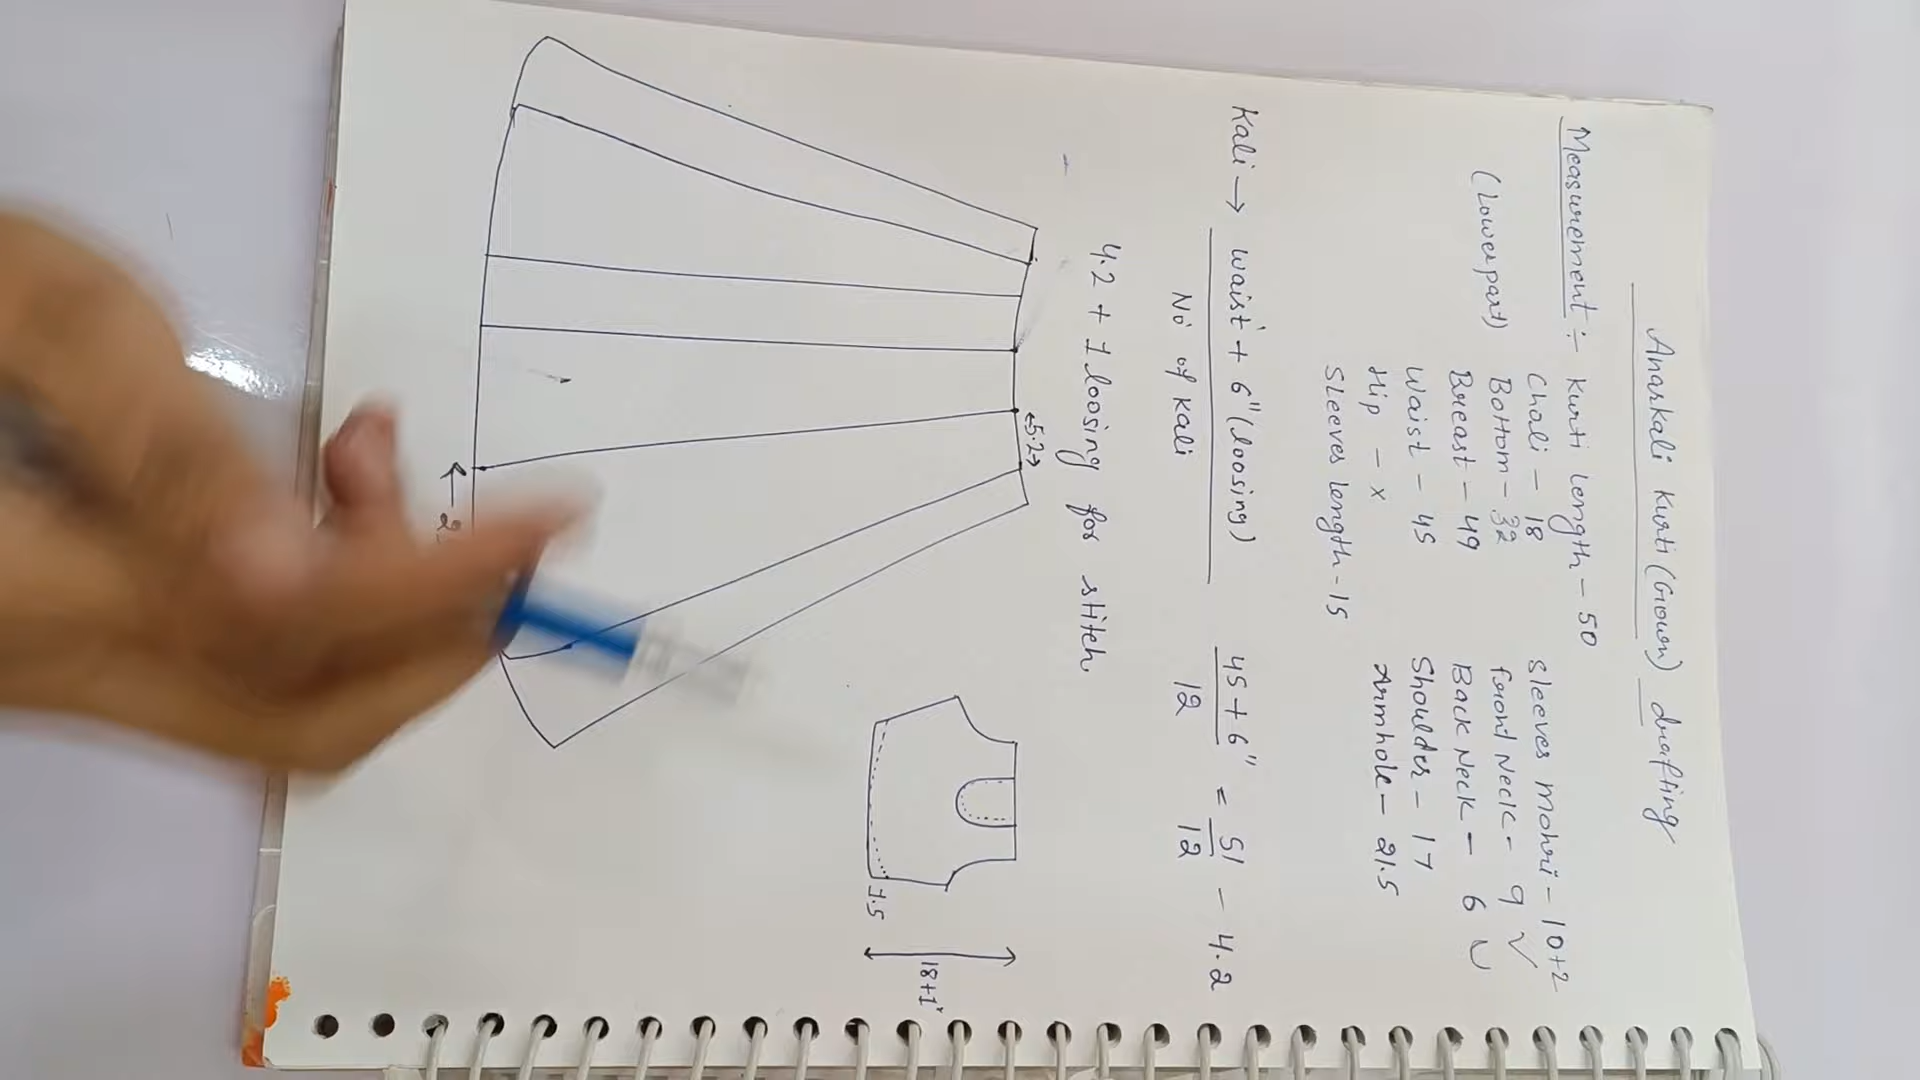 Anarkali Kurti (Gown) drafting
Measurement :- Kurti length - 50
Choli - 18
(Lower part) Bottom - 32
Breast - 49
Waist - 45
Hip - x
Sleeves length - 15
Sleeves Mohri - 10+2
Neck - 9
Back Neck - 6
Shoulder - 17
Armhole - 21.5
Kali → Waist + 6" (loosing)
No of Kali
45 + 6" = 51 - 4.2
12 12
4.2 + 1 loosing for stitch
5.2
1.5
18+1"